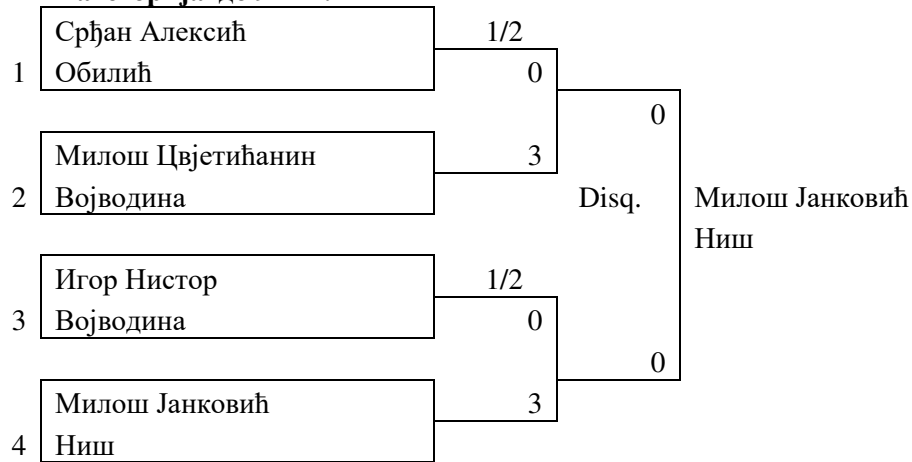 Срђан Алексић
1/2
1
Обилић
0
0
Милош Цвјетићанин
3
2
Војводина
Disq.
Милош Јанковић
Ниш
Игор Нистор
1/2
3
Војводина
0
0
Милош Јанковић
3
4
Ниш